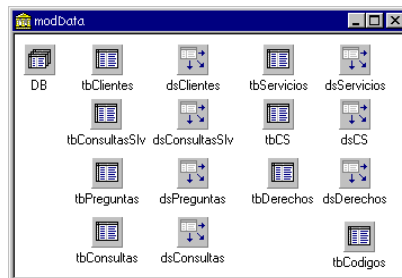 modData
DB tbClientes dsClientes tbServicios dsServicios
tbConsultasSlv dsConsultasSlv tbCS dsCS
tbPreguntas dsPreguntas tbDerechos dsDerechos
tbConsultas dsConsultas tbCodigos